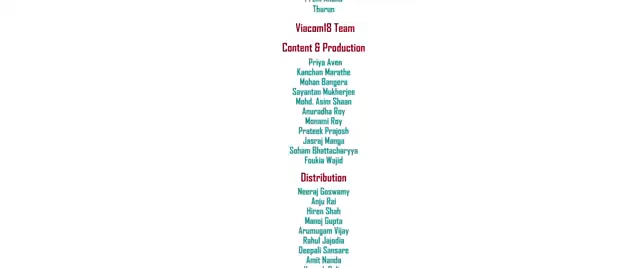 Tharun
Viacom18 Team
Content & Production
Priya Aven
Kanchan Marathe
Mohan Bangera
Sayantan Mukherjee
Mohd. Asim Shaan
Anuradha Roy
Monami Roy
Prateek Prajosh
Jasraj Manga
Soham Bhattacharyya
Foukia Wajid
Distribution
Neeraj Goswamy
Anju Rai
Hiren Shah
Manoj Gupta
Arumugam Vijay
Rahul Jajodia
Deepali Sansare
Amit Nanda